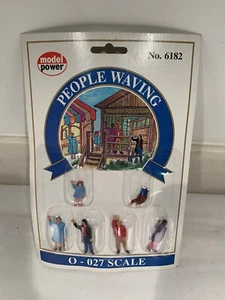 model
power
No. 6182
PEOPLE WAVING
O - 027 SCALE